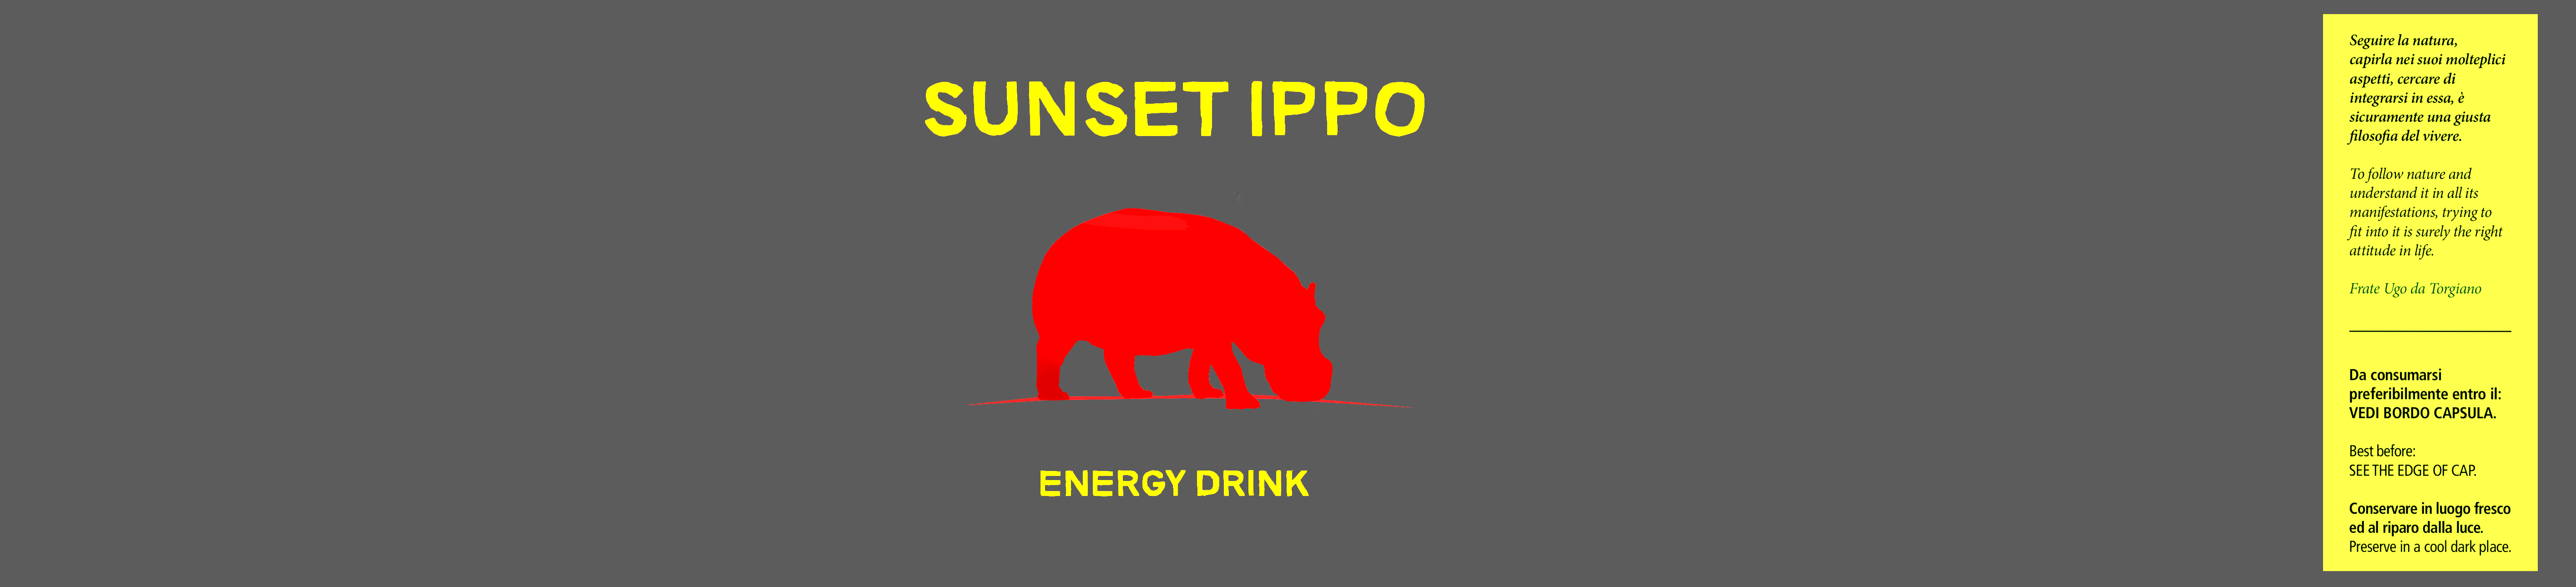 SUNSET IPPO
ENERGY DRINK
Seguire la natura,
capirla nei suoi molteplici
aspetti, cercare di
integrarsi in essa, è
sicuramente una giusta
filosofia del vivere.
To follow nature and
understand it in all its
manifestations, trying to
fit into it is surely the right
attitude in life.
Frate Ugo da Torgiano
Da consumarsi
preferibilmente entro il:
VEDI BORDO CAPSULA.
Best before:
SEE THE EDGE OF CAP.
Conservare in luogo fresco
ed al riparo dalla luce.
Preserve in a cool dark place.